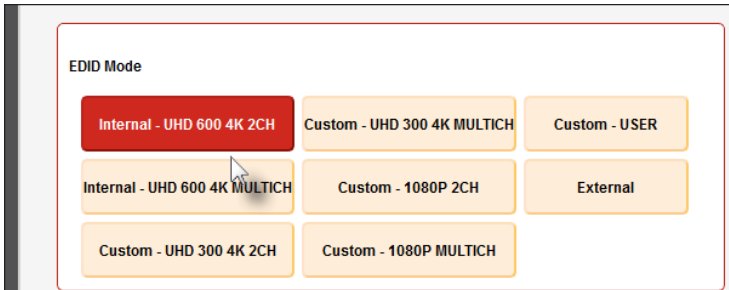 EDID Mode
Internal - UHD 600 4K 2CH
Custom - UHD 300 4K MULTICH
Custom - USER
Internal - UHD 600 4K MULTICH
Custom - 1080P 2CH
External
Custom - UHD 300 4K 2CH
Custom - 1080P MULTICH